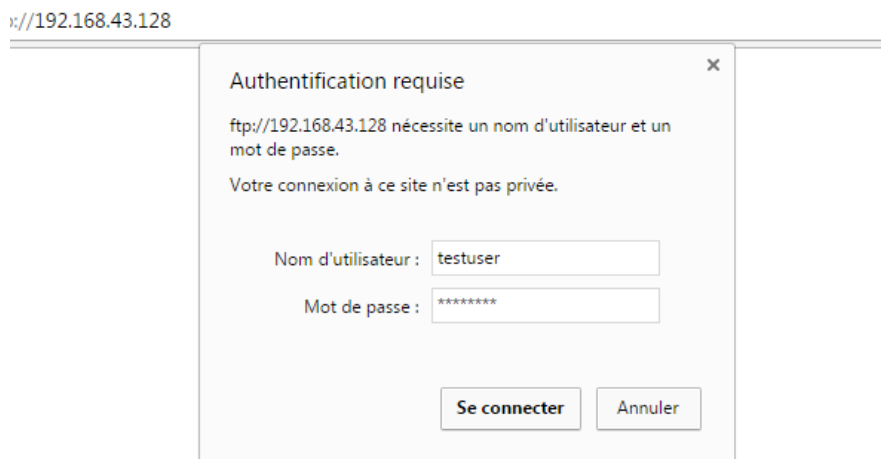 ://192.168.43.128
Authentification requise
ftp://192.168.43.128 nécessite un nom d'utilisateur et un
mot de passe.
Votre connexion à ce site n'est pas privée.
Nom d'utilisateur : testuser
Mot de passe : ********
Se connecter Annuler